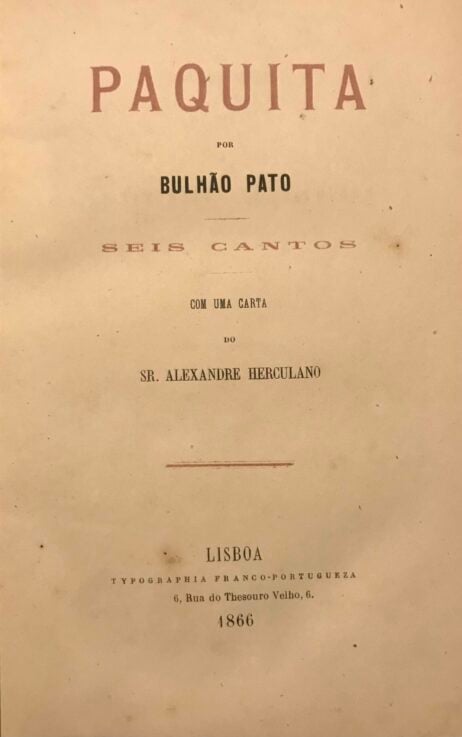 PAQUITA
POR
BULHÃO PATO
SEIS CANTOS
COM UMA CARTA
DO
SR. ALEXANDRE HERCULANO
LISBOA
TYPOGRAPHIA FRANCO-PORTUGUEZA
6, Rua do Thesouro Velho, 6.
1866